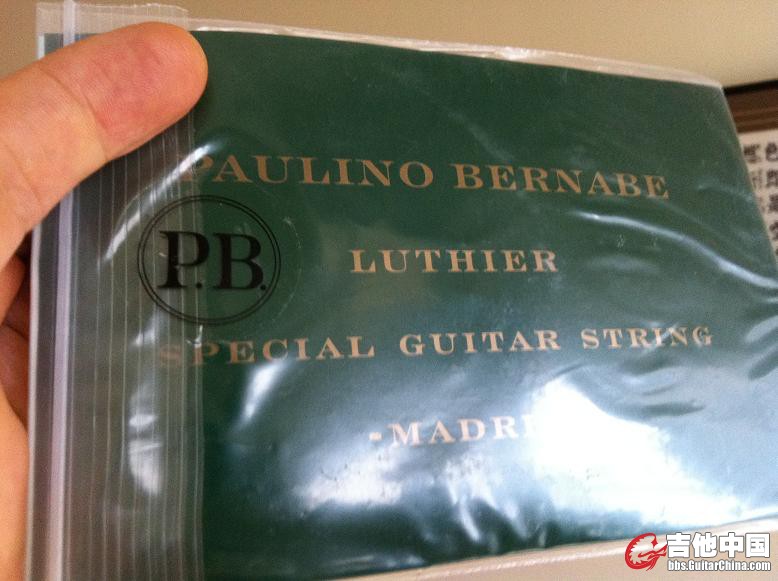 PAULINO BERNABE
P.B.
LUTHIER
SPECIAL GUITAR STRING
-MADRI
吉他中国
bbs.GuitarChina.com